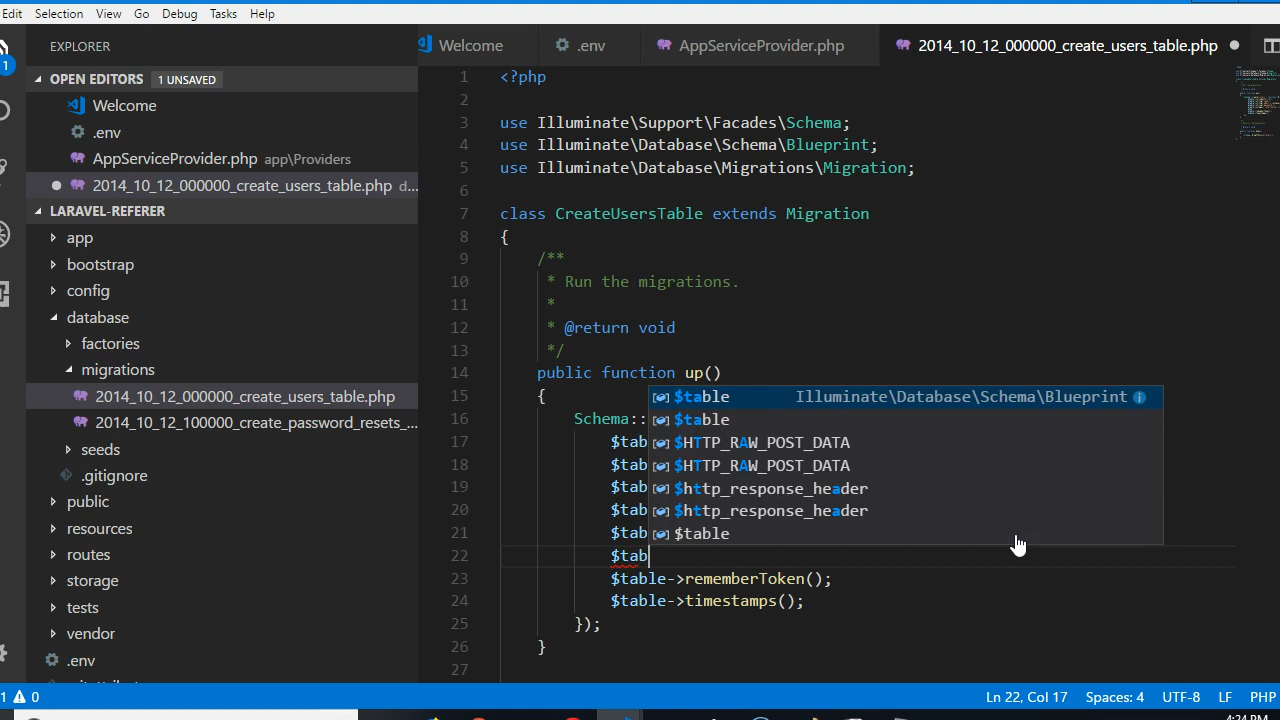 Edit Selection View Go Debug Tasks Help
EXPLORER
Welcome
.env
AppServiceProvider.php
2014_10_12_000000_create_users_table.php
1
OPEN EDITORS 1 UNSAVED
Welcome
.env
AppServiceProvider.php app\Providers
2014_10_12_000000_create_users_table.php d...
LARAVEL-REFERER
app
bootstrap
config
database
factories
migrations
2014_10_12_000000_create_users_table.php
2014_10_12_100000_create_password_resets_...
seeds
.gitignore
public
resources
routes
storage
tests
vendor
.env
1 <?php
2
3 use Illuminate\Support\Facades\Schema;
4 use Illuminate\Database\Schema\Blueprint;
5 use Illuminate\Database\Migrations\Migration;
6
7 class CreateUsersTable extends Migration
8 {
9 /**
10 * Run the migrations.
11 *
12 * @return void
13 */
14 public function up()
15 {
16 Schema::
17 $tab
18 $tab
19 $tab
20 $tab
21 $tab
22 $tab
23 $table->rememberToken();
24 $table->timestamps();
25 });
26 }
27
$table Illuminate\Database\Schema\Blueprint
$table
$HTTP_RAW_POST_DATA
$HTTP_RAW_POST_DATA
$http_response_header
$http_response_header
$table
1 0
Ln 22, Col 17 Spaces: 4 UTF-8 LF PHP
4:24 PM